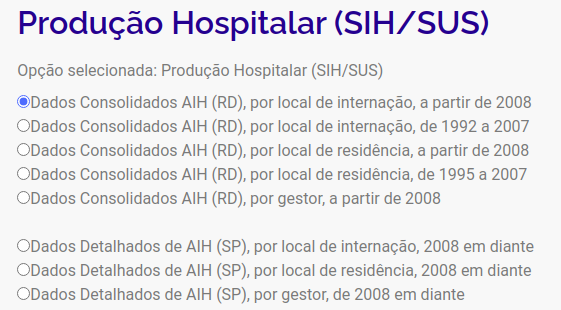 Produção Hospitalar (SIH/SUS)
Opção selecionada: Produção Hospitalar (SIH/SUS)
Dados Consolidados AIH (RD), por local de internação, a partir de 2008
Dados Consolidados AIH (RD), por local de internação, de 1992 a 2007
Dados Consolidados AIH (RD), por local de residência, a partir de 2008
Dados Consolidados AIH (RD), por local de residência, de 1995 a 2007
Dados Consolidados AIH (RD), por gestor, a partir de 2008
Dados Detalhados de AIH (SP), por local de internação, 2008 em diante
Dados Detalhados de AIH (SP), por local de residência, 2008 em diante
Dados Detalhados de AIH (SP), por gestor, de 2008 em diante